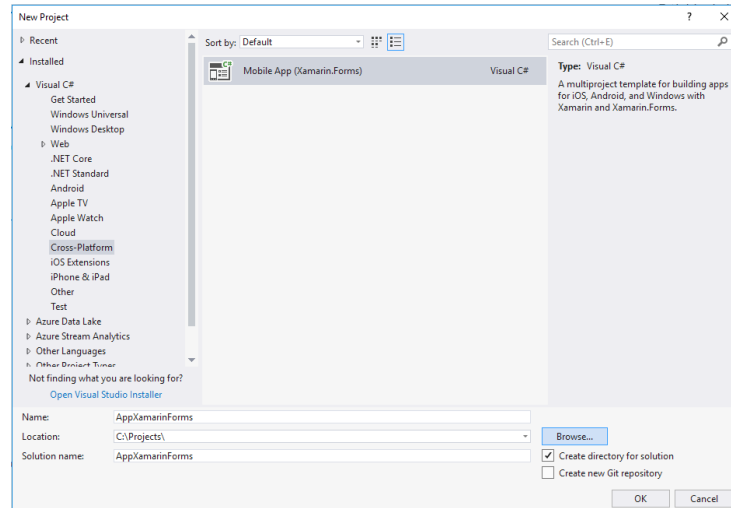 New Project
? X
Recent
Sort by: Default
Search (Ctrl+E)
Installed
Visual C#
Get Started
Windows Universal
Windows Desktop
Web
.NET Core
.NET Standard
Android
Apple TV
Apple Watch
Cloud
Cross-Platform
iOS Extensions
iPhone & iPad
Other
Test
Azure Data Lake
Azure Stream Analytics
Other Languages
Other Project Types
Not finding what you are looking for?
Open Visual Studio Installer
C#
Mobile App (Xamarin.Forms) Visual C#
Type: Visual C#
A multiproject template for building apps
for iOS, Android, and Windows with
Xamarin and Xamarin.Forms.
Name: AppXamarinForms
Location: C:\Projects\
Browse...
Solution name: AppXamarinForms
Create directory for solution
Create new Git repository
OK Cancel